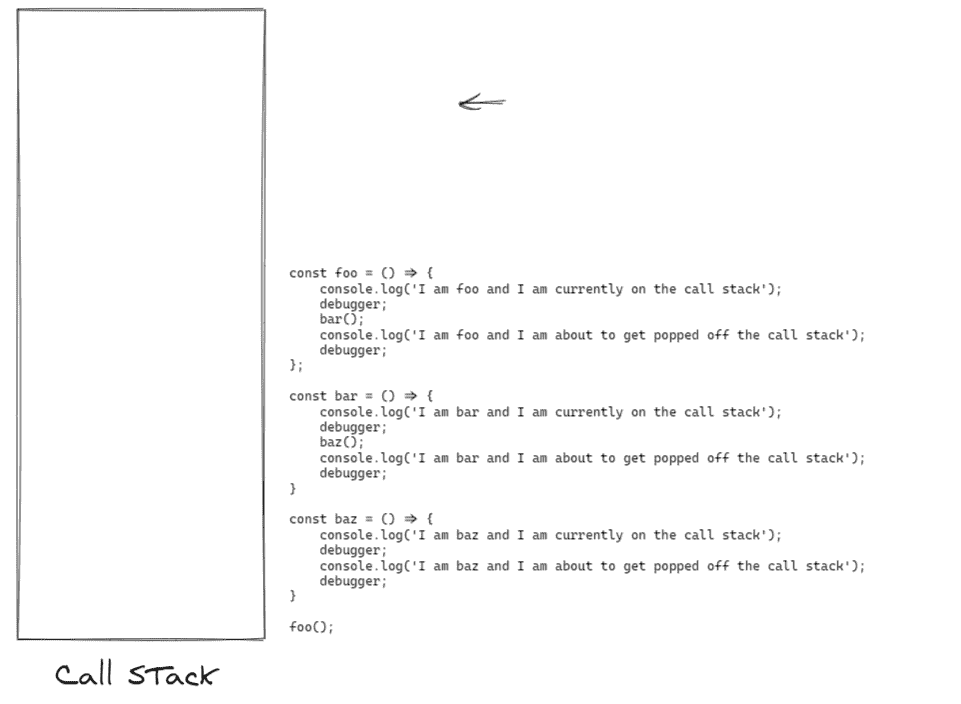 const foo = () => {
    console.log('I am foo and I am currently on the call stack');
    debugger;
    bar();
    console.log('I am foo and I am about to get popped off the call stack');
    debugger;
};

const bar = () => {
    console.log('I am bar and I am currently on the call stack');
    debugger;
    baz();
    console.log('I am bar and I am about to get popped off the call stack');
    debugger;
}

const baz = () => {
    console.log('I am baz and I am currently on the call stack');
    debugger;
    console.log('I am baz and I am about to get popped off the call stack');
    debugger;
}

foo();
Call STack